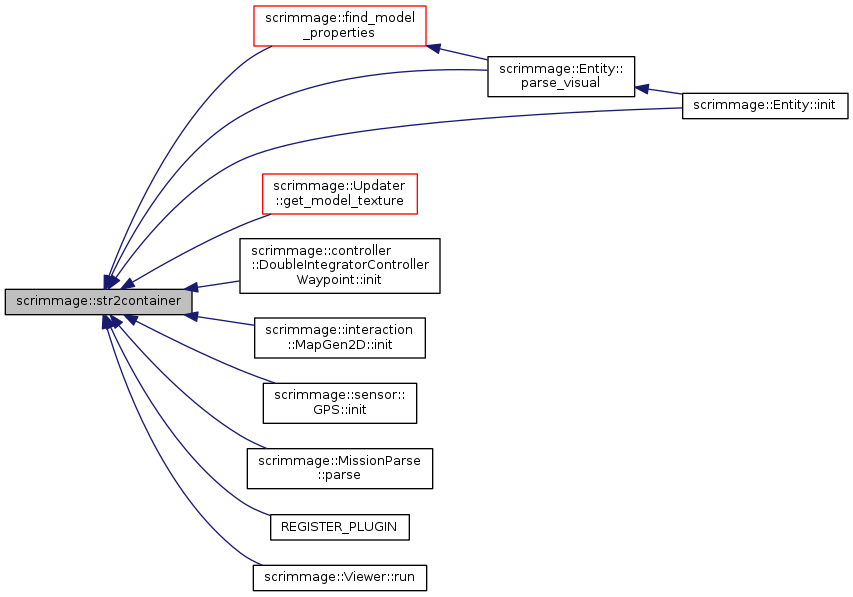 scrimmage::find_model
_properties
scrimmage::Entity::
parse_visual
scrimmage::Entity::init
scrimmage::Updater
::get_model_texture
scrimmage::controller
::DoubleIntegratorController
Waypoint::init
scrimmage::str2container
scrimmage::interaction
::MapGen2D::init
scrimmage::sensor::
GPS::init
scrimmage::MissionParse
::parse
REGISTER_PLUGIN
scrimmage::Viewer::run